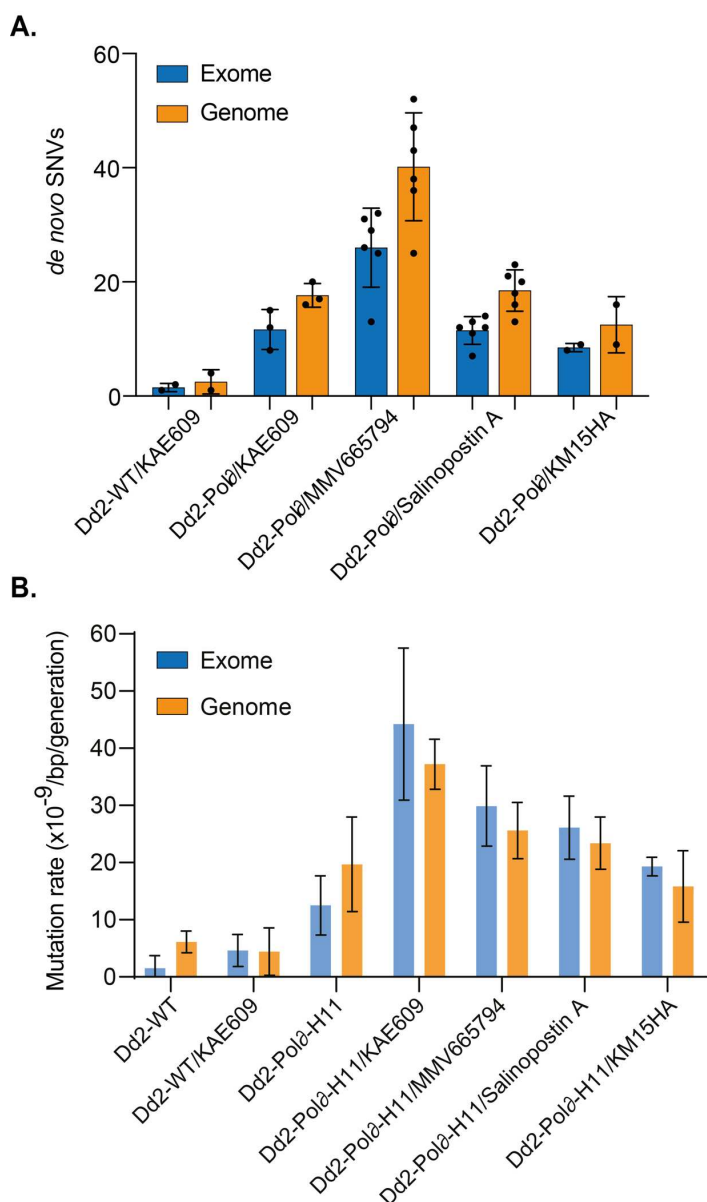 A.
60
40
20
0
de novo SNVs
Exome
Genome
Dd2-WT/KAE609
Dd2-Pol∂/KAE609
Dd2-Pol∂/MMV665794
Dd2-Pol∂/Salinopostin A
Dd2-Pol∂/KM15HA
B.
60
50
40
30
20
10
0
Mutation rate (x10⁻⁹/bp/generation)
Exome
Genome
Dd2-WT
Dd2-WT/KAE609
Dd2-Pol∂-H11
Dd2-Pol∂-H11/KAE609
Dd2-Pol∂-H11/MMV665794
Dd2-Pol∂-H11/Salinopostin A
Dd2-Pol∂-H11/KM15HA